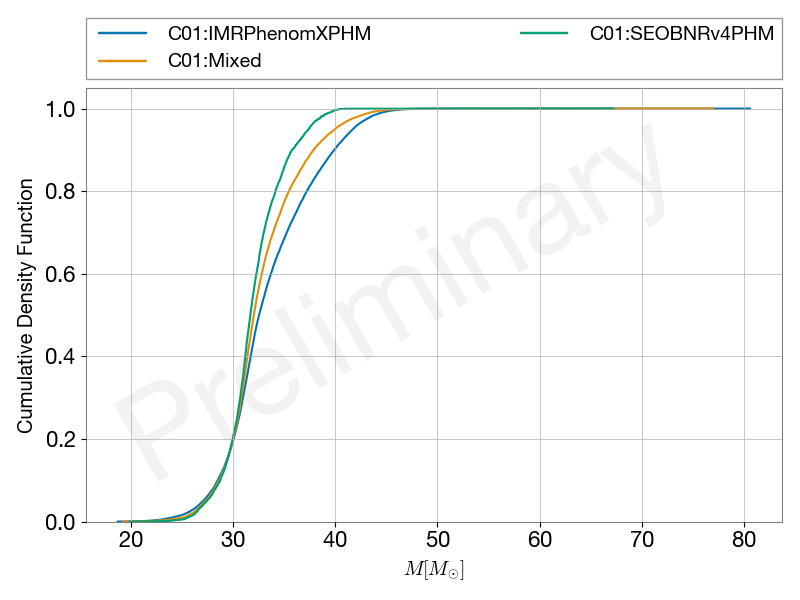 C01:IMRPhenomXPHM
C01:SEOBNRv4PHM
C01:Mixed
Preliminary
Cumulative Density Function
1.0
0.8
0.6
0.4
0.2
0.0
20 30 40 50 60 70 80
M[M⊙]